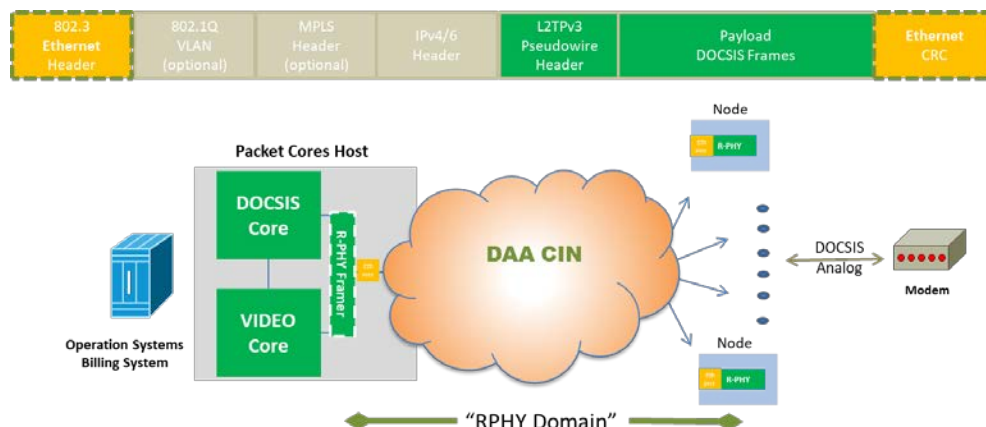 802.3
Ethernet
Header
802.1Q
VLAN
(optional)
MPLS
Header
(optional)
IPv4/6
Header
L2TPv3
Pseudowire
Header
Payload
DOCSIS Frames
Ethernet
CRC
Packet Cores Host
DOCSIS
Core
VIDEO
Core
R-PHY Framer
Operation Systems
Billing System
DAA CIN
Node
R-PHY
DOCSIS
Analog
Modem
Node
R-PHY
"RPHY Domain"